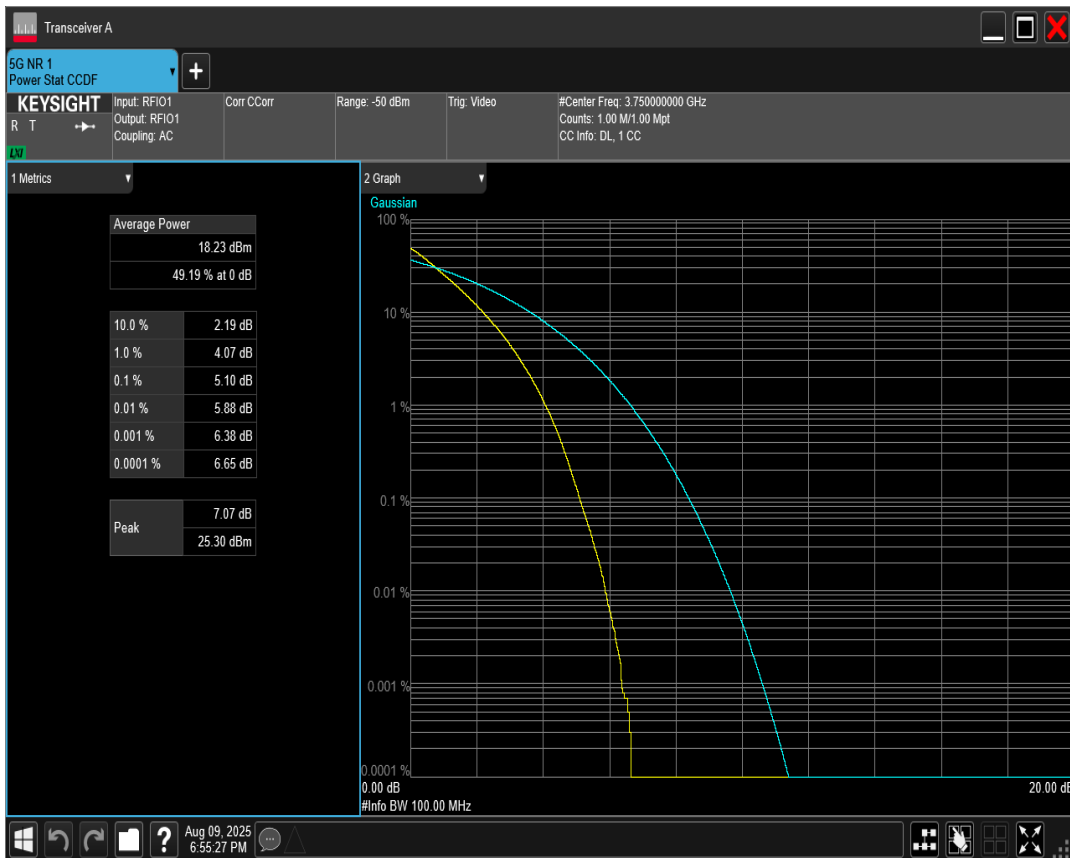 Transceiver A
5G NR 1
Power Stat CCDF
KEYSIGHT
R T
LXI
Input: RFIO1
Output: RFIO1
Coupling: AC
Corr CCorr
Range: -50 dBm
Trig: Video
#Center Freq: 3.750000000 GHz
Counts: 1.00 M/1.00 Mpt
CC Info: DL, 1 CC
1 Metrics
Average Power
18.23 dBm
49.19 % at 0 dB
10.0 % 2.19 dB
1.0 % 4.07 dB
0.1 % 5.10 dB
0.01 % 5.88 dB
0.001 % 6.38 dB
0.0001 % 6.65 dB
Peak
7.07 dB
25.30 dBm
2 Graph
Gaussian
100 %
10 %
1 %
0.1 %
0.01 %
0.001 %
0.0001 %
0.00 dB 20.00 dB
#Info BW 100.00 MHz
?
Aug 09, 2025
6:55:27 PM